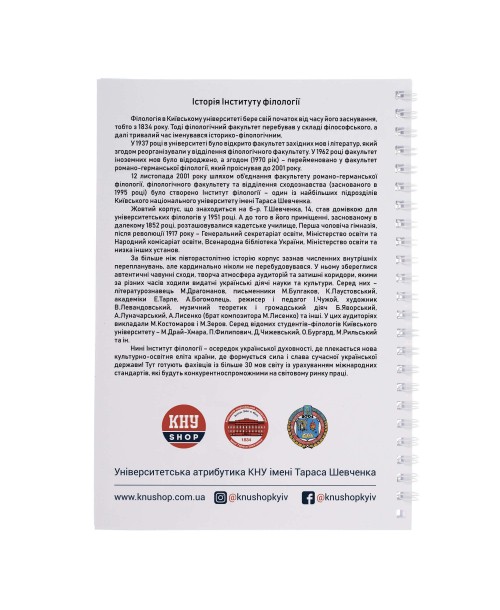 Історія Інституту філології
Філологія в Київському університеті бере свій початок від часу його заснування,
тобто з 1834 року. Тоді філологічний факультет перебував у складі філософського, а
далі тривалий час іменувався історико-філологічним.
У 1937 році в університеті було відкрито факультет західних мов і літератур, який
згодом реорганізували у відділення філологічного факультету. У 1962 році факультет
іноземних мов було відроджено, а згодом (1970 рік) – перейменовано у факультет
романо-германської філології, який проіснував до 2001 року.
12 листопада 2001 року шляхом об'єднання факультету романо-германської
філології, філологічного факультету та відділення сходознавства (заснованого в
1995 році) було створено Інститут філології – один із найбільших підрозділів
Київського національного університету імені Тараса Шевченка.
Жовтий корпус, що знаходиться на б-р. Т.Шевченка, 14, став домівкою для
університетських філологів у 1951 році. А до того в його приміщенні, заснованому в
далекому 1852 році, розташувалися кадетське училище, Перша чоловіча гімназія,
після революції 1917 року – Генеральний секретаріат освіти, Міністерство освіти та
Народний комісаріат освіти, Всенародна бібліотека України, Міністерство освіти та
низка інших установ.
За більше ніж півторастолітню історію корпус зазнав численних внутрішніх
перепланувань, але кардинально ніколи не перебудовувався. У ньому збереглися
автентичні чавунні сходи, творча атмосфера аудиторій та затишні коридори, якими
за різних часів ходили видатні українські діячі науки та культури. Серед них –
літературознавець М.Драгоманов, письменники М.Булгаков, К.Паустовський,
академіки Е.Тарле, А.Богомолець, режисер і педагог І.Чужой, художник
В.Левандовський, музичний теоретик і громадський діяч Б.Яворський,
А.Луначарський, А.Лисенко (брат композитора М.Лисенко) та інші. У цих аудиторіях
викладали М.Костомаров і М.Зеров. Серед відомих студентів-філологів Київського
університету – М.Драй-Хмара, П.Филипович, Д.Чижевський, О.Бургард, М.Рильський
та ін.
Нині Інститут філології – осередок української духовності, де плекається нова
культурно-освітня еліта країни, де формується сила і слава сучасної української
держави! Тут готують фахівців із більше 30 мов світу із урахуванням міжнародних
стандартів, які будуть конкурентноспроможними на світовому ринку праці.
КНУ
SHOP
1834
Університетська атрибутика КНУ імені Тараса Шевченка
www.knushop.com.ua @knushopkyiv @knushopkyiv